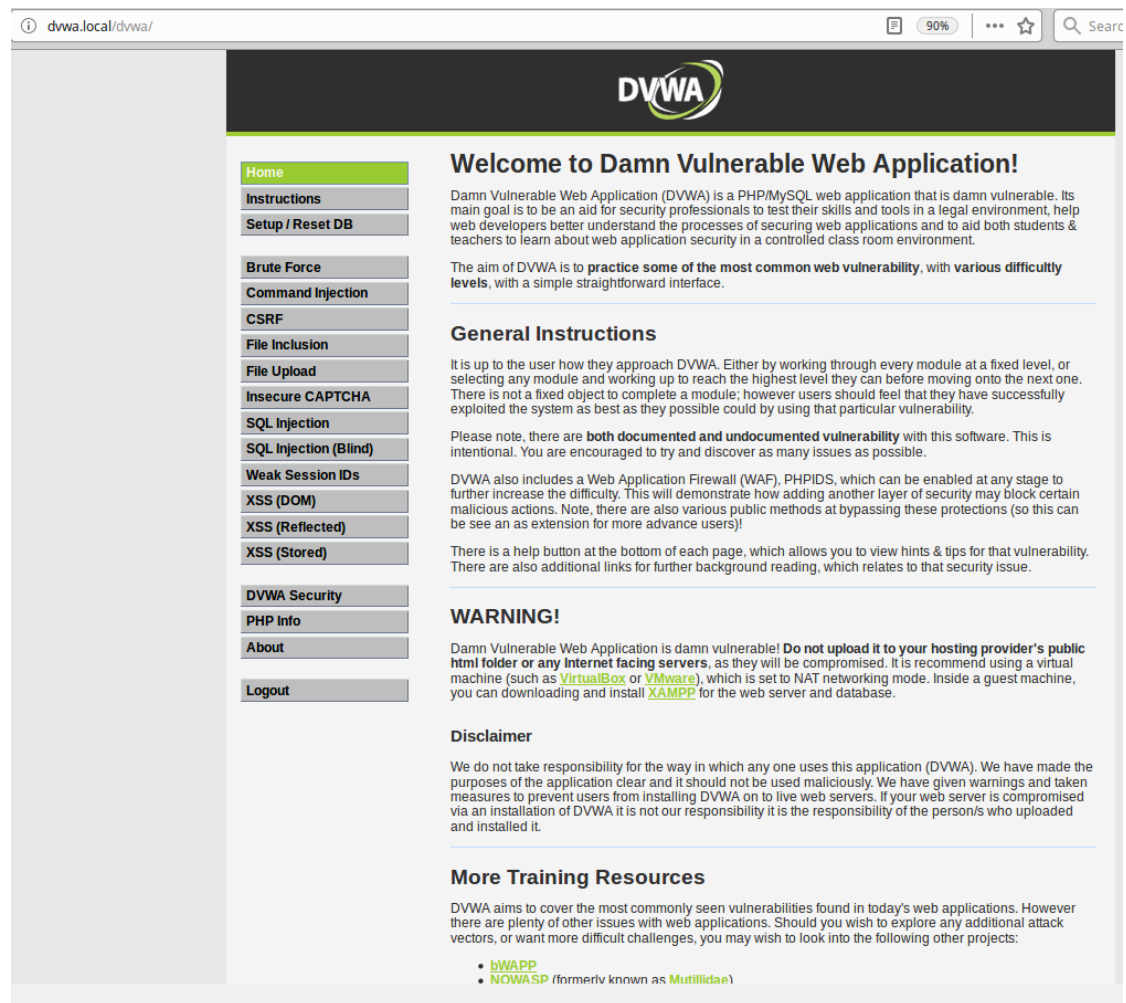 dvwa.local/dvwa/
90%
Searc
DVWA
Home
Instructions
Setup / Reset DB
Brute Force
Command Injection
CSRF
File Inclusion
File Upload
Insecure CAPTCHA
SQL Injection
SQL Injection (Blind)
Weak Session IDs
XSS (DOM)
XSS (Reflected)
XSS (Stored)
DVWA Security
PHP Info
About
Logout
Welcome to Damn Vulnerable Web Application!
Damn Vulnerable Web Application (DVWA) is a PHP/MySQL web application that is damn vulnerable. Its
main goal is to be an aid for security professionals to test their skills and tools in a legal environment, help
web developers better understand the processes of securing web applications and to aid both students &
teachers to learn about web application security in a controlled class room environment.
The aim of DVWA is to practice some of the most common web vulnerability, with various difficultly
levels, with a simple straightforward interface.
General Instructions
It is up to the user how they approach DVWA. Either by working through every module at a fixed level, or
selecting any module and working up to reach the highest level they can before moving onto the next one.
There is not a fixed object to complete a module; however users should feel that they have successfully
exploited the system as best as they possible could by using that particular vulnerability.
Please note, there are both documented and undocumented vulnerability with this software. This is
intentional. You are encouraged to try and discover as many issues as possible.
DVWA also includes a Web Application Firewall (WAF), PHPIDS, which can be enabled at any stage to
further increase the difficulty. This will demonstrate how adding another layer of security may block certain
malicious actions. Note, there are also various public methods at bypassing these protections (so this can
be see an as extension for more advance users)!
There is a help button at the bottom of each page, which allows you to view hints & tips for that vulnerability.
There are also additional links for further background reading, which relates to that security issue.
WARNING!
Damn Vulnerable Web Application is damn vulnerable! Do not upload it to your hosting provider's public
html folder or any Internet facing servers, as they will be compromised. It is recommend using a virtual
machine (such as VirtualBox or VMware), which is set to NAT networking mode. Inside a guest machine,
you can downloading and install XAMPP for the web server and database.
Disclaimer
We do not take responsibility for the way in which any one uses this application (DVWA). We have made the
purposes of the application clear and it should not be used maliciously. We have given warnings and taken
measures to prevent users from installing DVWA on to live web servers. If your web server is compromised
via an installation of DVWA it is not our responsibility it is the responsibility of the person/s who uploaded
and installed it.
More Training Resources
DVWA aims to cover the most commonly seen vulnerabilities found in today's web applications. However
there are plenty of other issues with web applications. Should you wish to explore any additional attack
vectors, or want more difficult challenges, you may wish to look into the following other projects:
• bWAPP
• NOWASP (formerly known as Mutillidae)